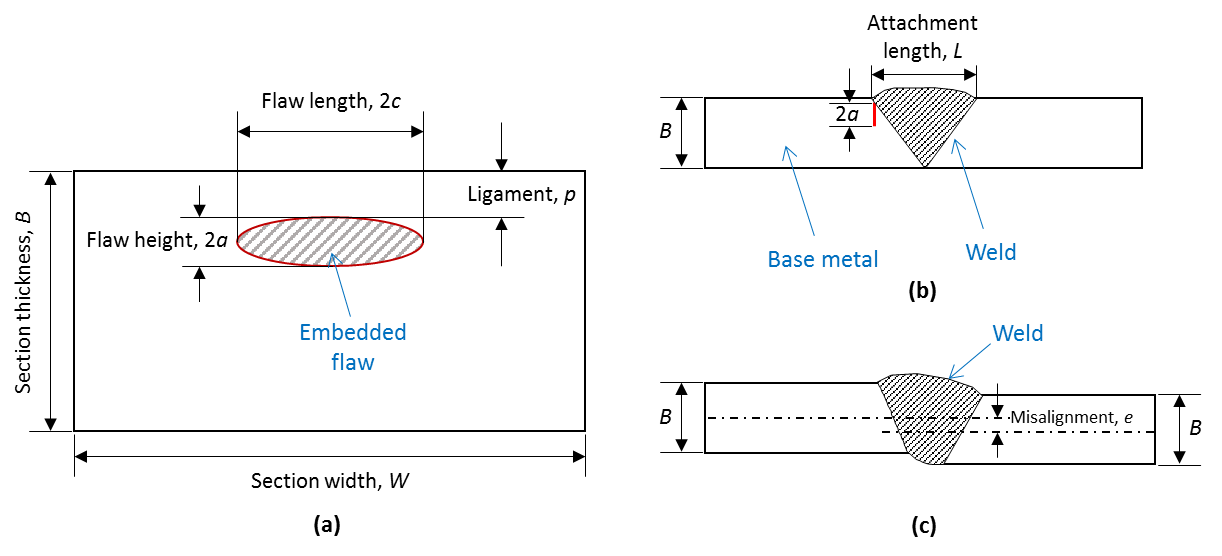 Flaw length, 2c
Ligament, p
Section thickness, B
Flaw height, 2a
Embedded
flaw
Section width, W
(a)
Attachment
length, L
B
2a
Base metal
Weld
(b)
Weld
B
Misalignment, e
B
(c)